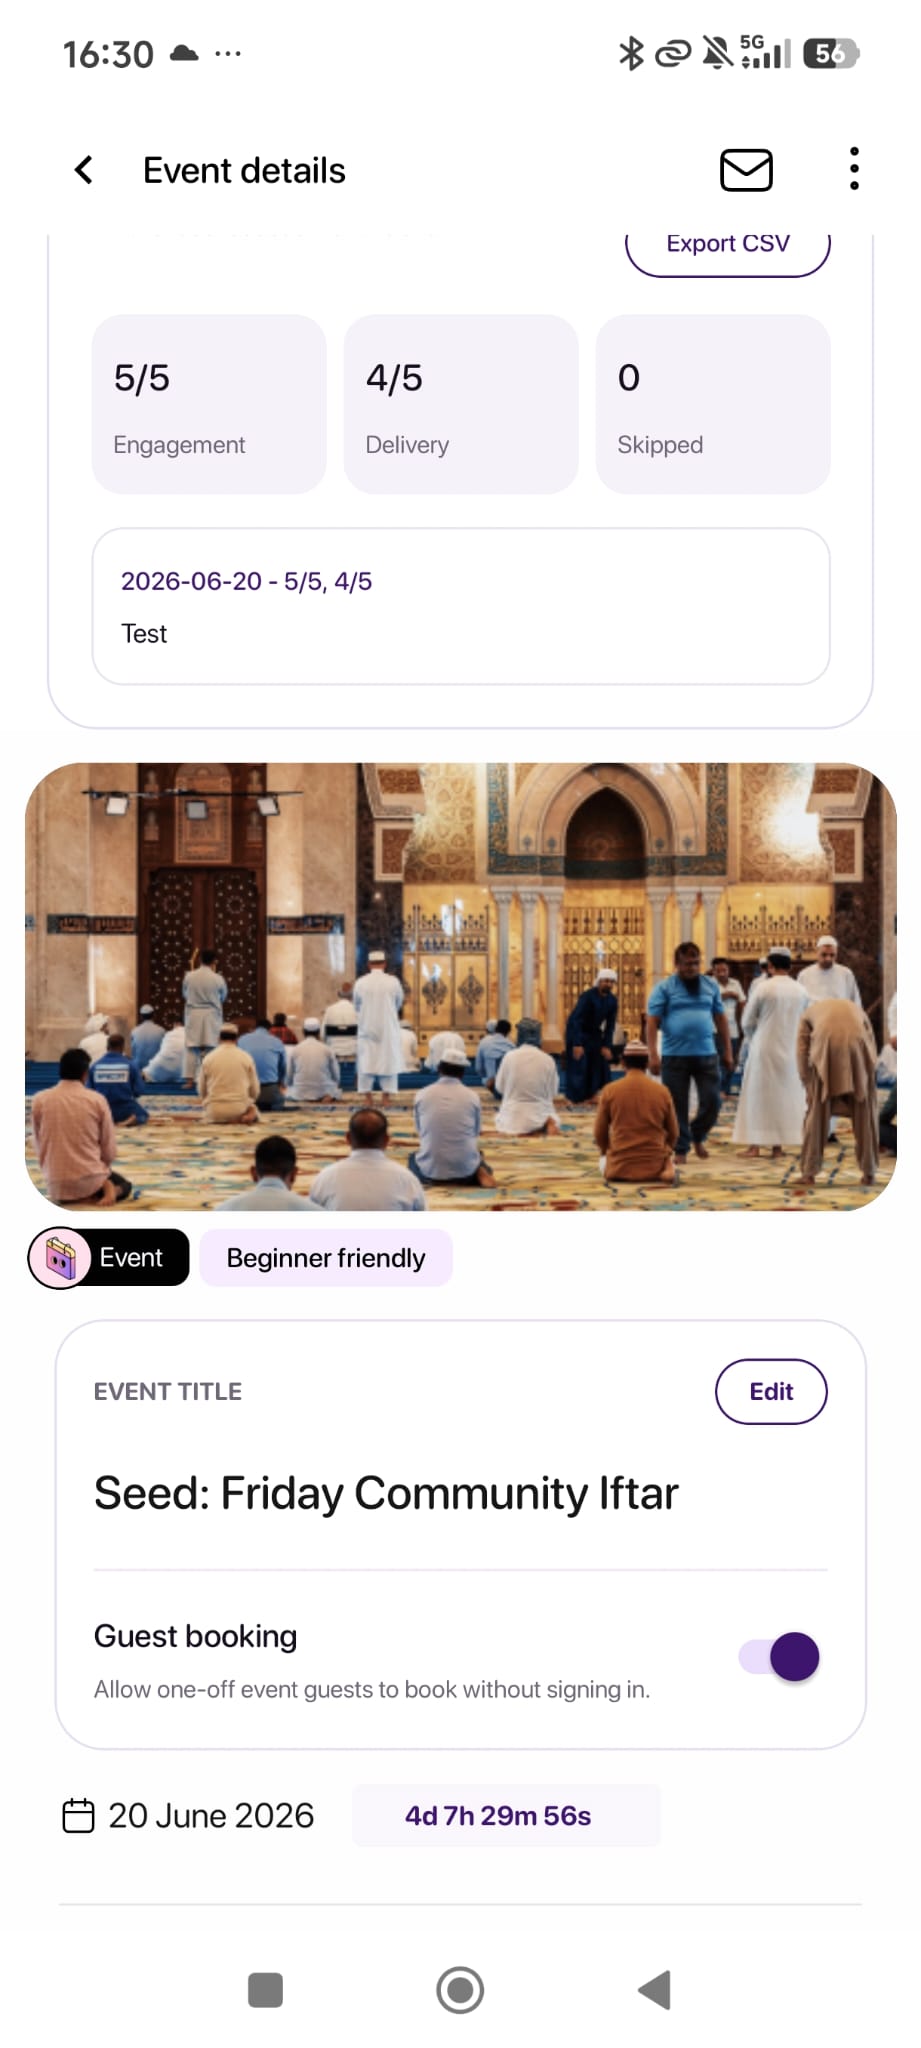 16:30
5G
56
Event details
Export CSV
5/5
Engagement
4/5
Delivery
0
Skipped
2026-06-20 - 5/5, 4/5
Test
Event
Beginner friendly
EVENT TITLE
Edit
Seed: Friday Community Iftar
Guest booking
Allow one-off event guests to book without signing in.
20 June 2026
4d 7h 29m 56s